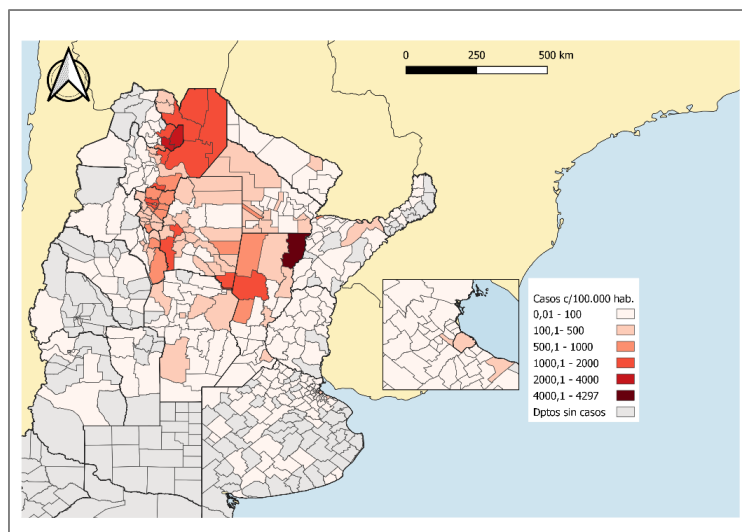 0 250 500 km
Casos c/100.000 hab.
0,01 - 100
100,1- 500
500,1 - 1000
1000,1 - 2000
2000,1 - 4000
4000,1 - 4297
Dptos sin casos